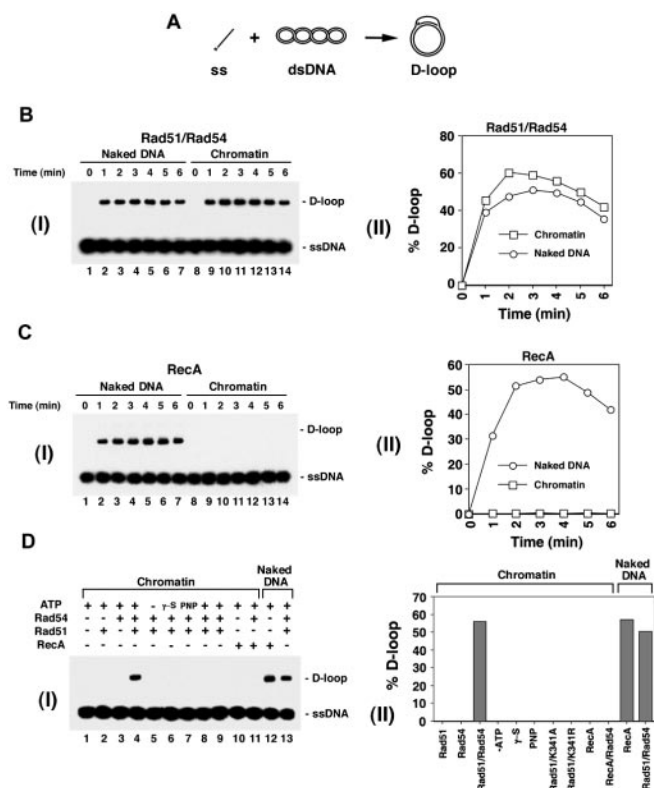 A
ss + dsDNA D-loop
B
Rad51/Rad54
Naked DNA Chromatin
Time (min) 0 1 2 3 4 5 6 0 1 2 3 4 5 6
- D-loop
(I)
- ssDNA
1 2 3 4 5 6 7 8 9 10 11 12 13 14
(II)
Rad51/Rad54
% D-loop
80
60
40
20
0
Chromatin
Naked DNA
0 1 2 3 4 5 6
Time (min)
C
RecA
Naked DNA Chromatin
Time (min) 0 1 2 3 4 5 6 0 1 2 3 4 5 6
- D-loop
(I)
- ssDNA
1 2 3 4 5 6 7 8 9 10 11 12 13 14
(II)
RecA
% D-loop
60
50
40
30
20
10
0
Naked DNA
Chromatin
0 1 2 3 4 5 6
Time (min)
D
Naked
DNA
Chromatin
ATP + + + + - γ-S PNP + + + + + +
Rad54 - - + + + + + + + - + - +
Rad51 - + - + + + + + + - - - +
RecA - - - - - - - - - + + + -
- D-loop
(I)
- ssDNA
1 2 3 4 5 6 7 8 9 10 11 12 13
(II)
Naked
DNA
Chromatin
% D-loop
70
60
50
40
30
20
10
0
Rad51
Rad54
Rad51/Rad54
-ATP
γ-S
PNP
Rad51/K341A
Rad51/K341R
RecA
RecA/Rad54
RecA
Rad51/Rad54